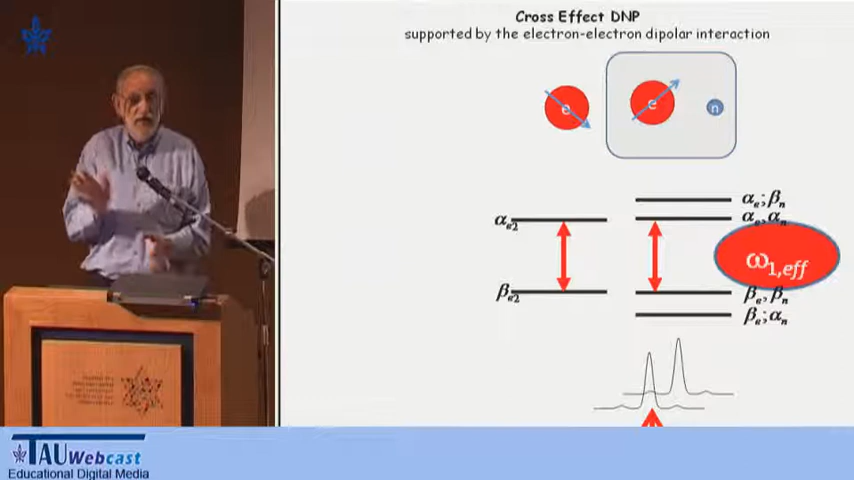 Cross Effect DNP
supported by the electron-electron dipolar interaction
e
e
n
αe2
βe2
αe;βn
αe,αn
ω1,eff
βe,βn
βe;αn
TAUWebcast
Educational Digital Media